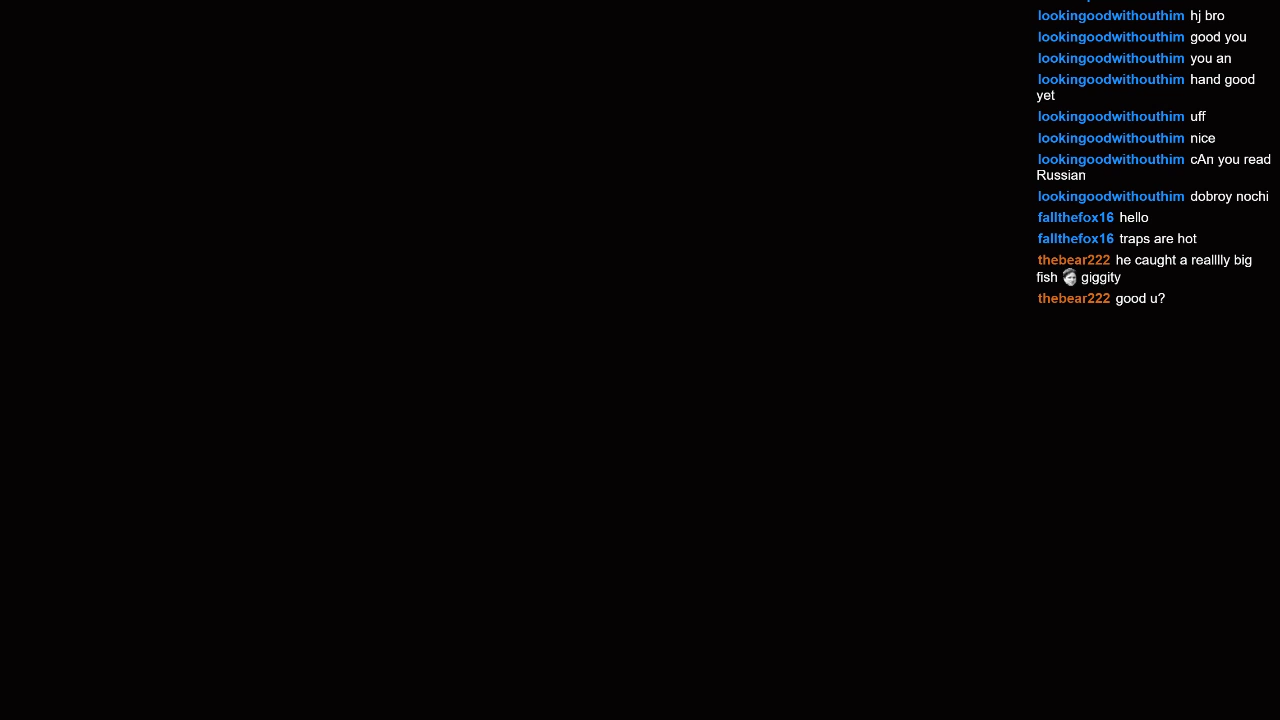 lookingoodwithouthim hj bro
lookingoodwithouthim good you
lookingoodwithouthim you an
lookingoodwithouthim hand good
yet
lookingoodwithouthim uff
lookingoodwithouthim nice
lookingoodwithouthim cAn you read
Russian
lookingoodwithouthim dobroy nochi
fallthefox16 hello
fallthefox16 traps are hot
thebear222 he caught a realllly big
fish giggity
thebear222 good u?